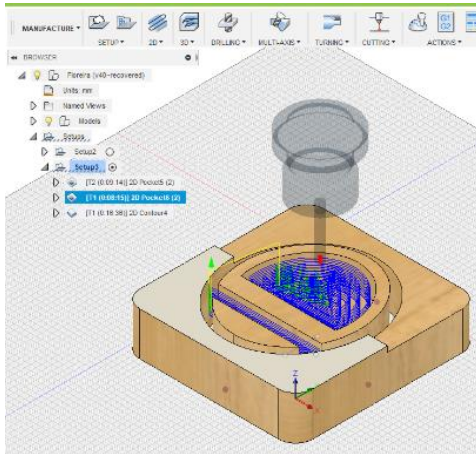 MANUFACTURE
SETUP
2D
3D
DRILLING
MULTI-AXIS
TURNING
CUTTING
G1
G2
ACTIONS
BROWSER
Floreira (v40~recovered)
Units: mm
Named Views
Models
Setups
Setup2
Setup3
[T2 (0:09:14)] 2D Pocket5 (2)
[T1 (0:08:15)] 2D Pocket6 (2)
[T1 (0:18:38)] 2D Contour4
Z
X